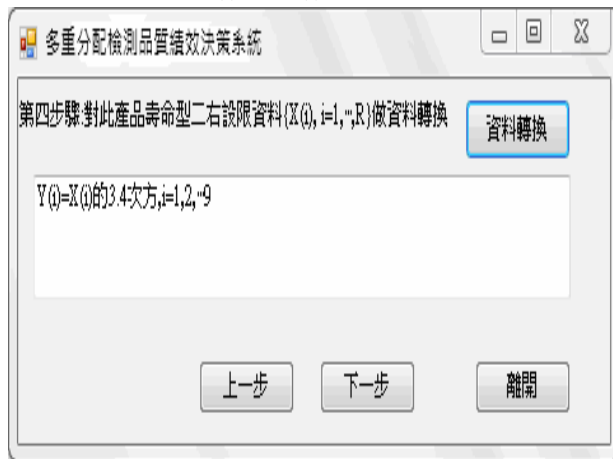 多重分配檢測品質績效決策系統
第四步驟:對此產品壽命型二右設限資料{X(i), i=1,...,R}做資料轉換
資料轉換
Y(i)=X(i)的3.4次方,i=1,2,...9
上一步
下一步
離開